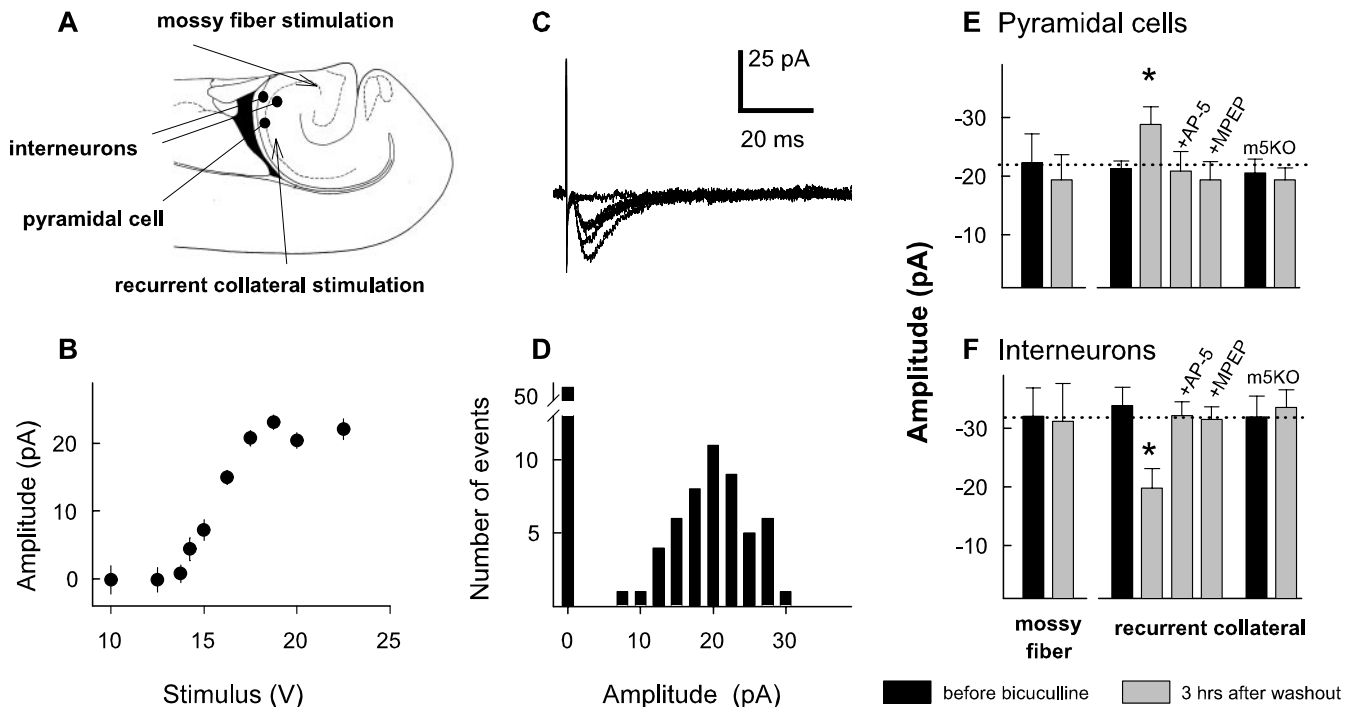 A
mossy fiber stimulation
interneurons
pyramidal cell
recurrent collateral stimulation
B
Amplitude (pA)
20
10
0
10
15
20
25
Stimulus (V)
C
25 pA
20 ms
D
Number of events
50
10
5
0
10
20
30
Amplitude (pA)
Amplitude (pA)
E Pyramidal cells
-30
-20
-10
*
+AP-5
+MPEP
m5KO
F Interneurons
-30
-20
-10
*
+AP-5
+MPEP
m5KO
mossy
fiber
recurrent collateral
before bicuculline
3 hrs after washout